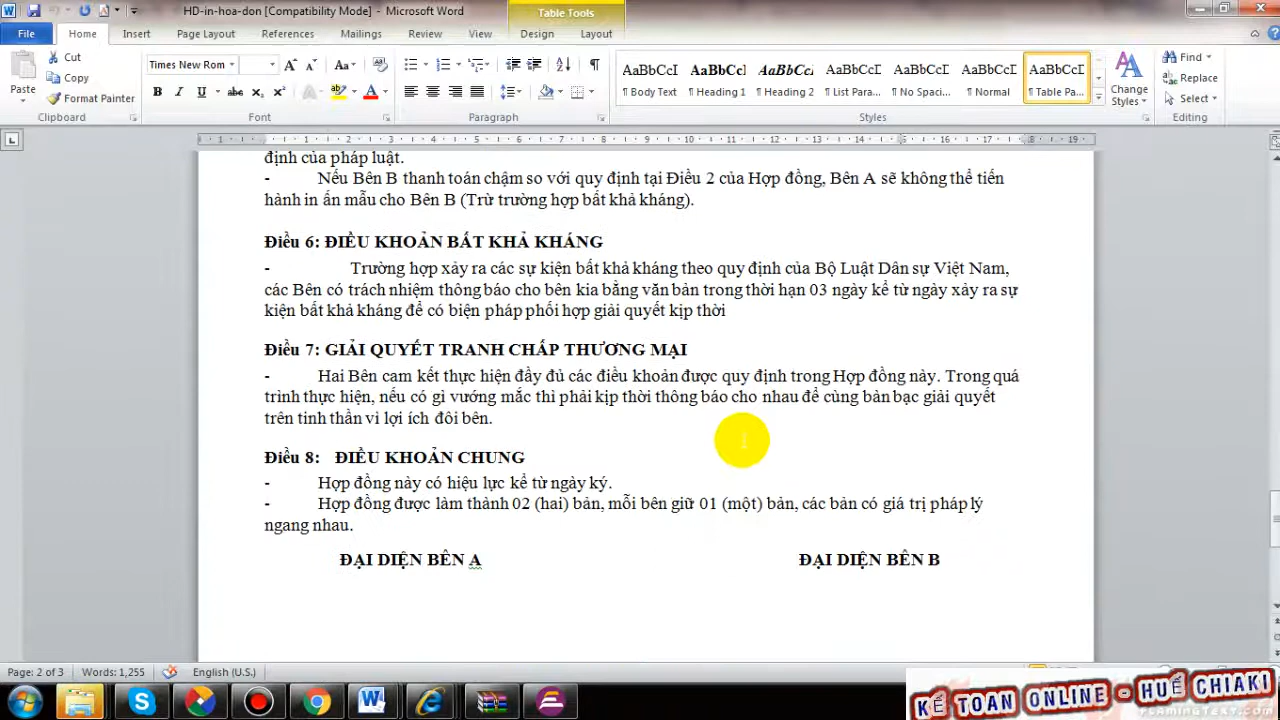 HD-in-hoa-don [Compatibility Mode] - Microsoft Word
Table Tools
File Home Insert Page Layout References Mailings Review View Design Layout
Paste
Cut
Copy
Format Painter
Clipboard
Times New Rom
Font
Paragraph
AaBbCcD AaBbCcI AaBbCc AaBbCcD AaBbCcD AaBbCcD AaBbCcD
¶ Body Text ¶ Heading 1 ¶ Heading 2 ¶ List Para... ¶ No Spaci... ¶ Normal ¶ Table Pa...
Styles
Change Styles
Find
Replace
Select
Editing
định của pháp luật.
- Nếu Bên B thanh toán chậm so với quy định tại Điều 2 của Hợp đồng, Bên A sẽ không thể tiến
hành in ấn mẫu cho Bên B (Trừ trường hợp bất khả kháng).
Điều 6: ĐIỀU KHOẢN BẤT KHẢ KHÁNG
- Trường hợp xảy ra các sự kiện bất khả kháng theo quy định của Bộ Luật Dân sự Việt Nam,
các Bên có trách nhiệm thông báo cho bên kia bằng văn bản trong thời hạn 03 ngày kể từ ngày xảy ra sự
kiện bất khả kháng để có biện pháp phối hợp giải quyết kịp thời
Điều 7: GIẢI QUYẾT TRANH CHẤP THƯƠNG MẠI
- Hai Bên cam kết thực hiện đầy đủ các điều khoản được quy định trong Hợp đồng này. Trong quá
trình thực hiện, nếu có gì vướng mắc thì phải kịp thời thông báo cho nhau để cùng bàn bạc giải quyết
trên tinh thần vì lợi ích đôi bên.
Điều 8: ĐIỀU KHOẢN CHUNG
- Hợp đồng này có hiệu lực kể từ ngày ký.
- Hợp đồng được làm thành 02 (hai) bản, mỗi bên giữ 01 (một) bản, các bản có giá trị pháp lý
ngang nhau.
ĐẠI DIỆN BÊN A ĐẠI DIỆN BÊN B
Page: 2 of 3 Words: 1,255 English (U.S.)
KẾ TOÁN ONLINE - HUẾ CHIAKI
FLAMINGTEXT.COM